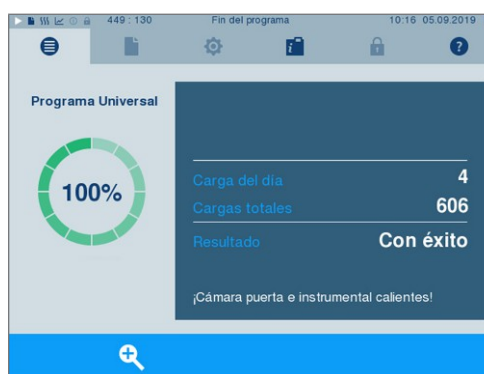 449 : 130 Fin del programa 10:16 05.09.2019
Programa Universal
100%
Carga del día 4
Cargas totales 606
Resultado Con éxito
¡Cámara puerta e instrumental calientes!